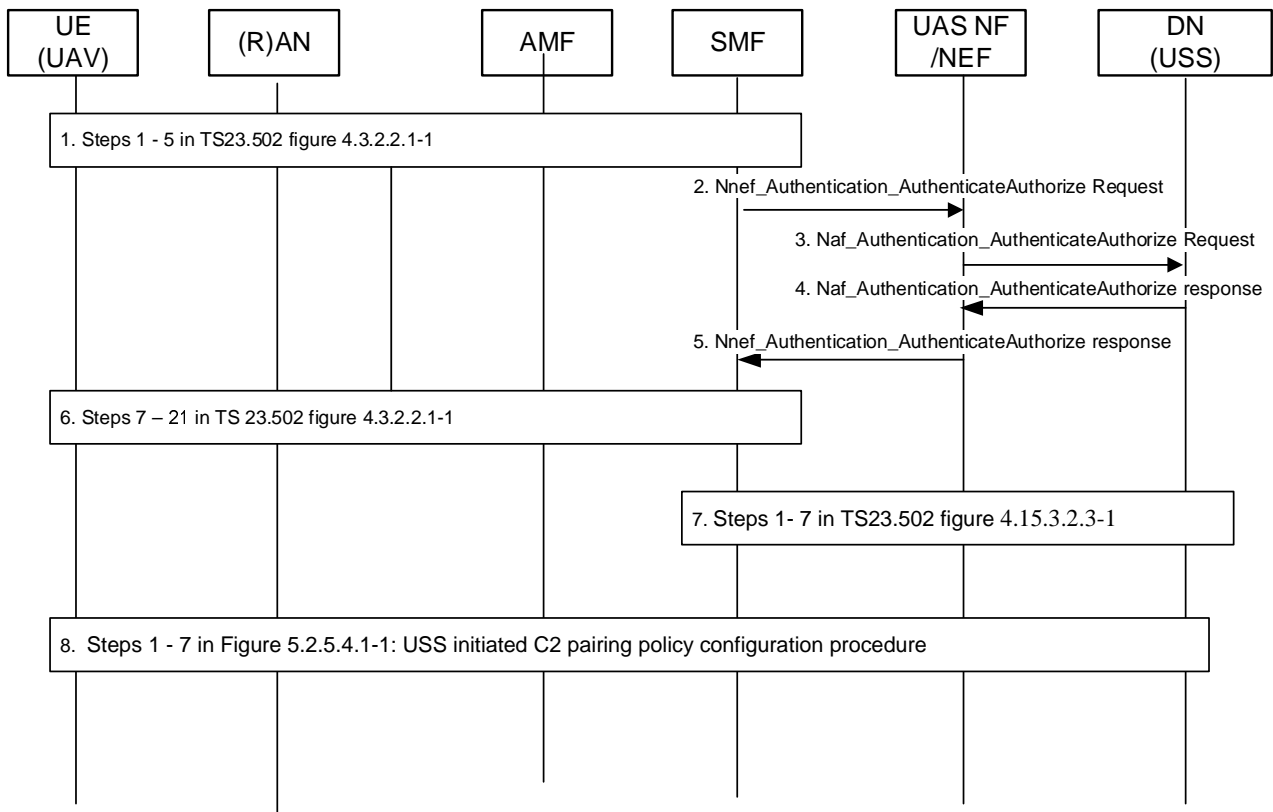 UE
(UAV)
(R)AN
AMF
SMF
UAS NF
/NEF
DN
(USS)
1. Steps 1 - 5 in TS23.502 figure 4.3.2.2.1-1
2. Nnef_Authentication_AuthenticateAuthorize Request
3. Naf_Authentication_AuthenticateAuthorize Request
4. Naf_Authentication_AuthenticateAuthorize response
5. Nnef_Authentication_AuthenticateAuthorize response
6. Steps 7 – 21 in TS 23.502 figure 4.3.2.2.1-1
7. Steps 1- 7 in TS23.502 figure 4.15.3.2.3-1
8. Steps 1 - 7 in Figure 5.2.5.4.1-1: USS initiated C2 pairing policy configuration procedure